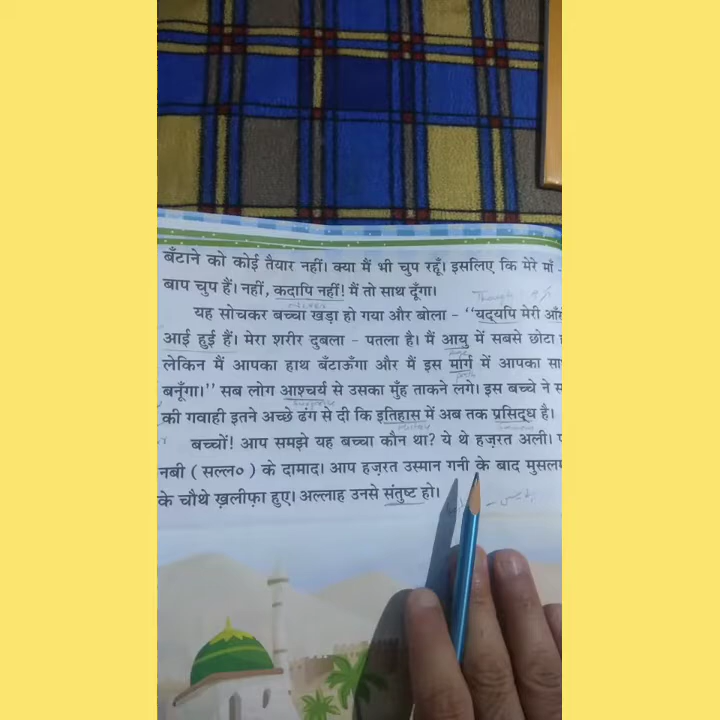 बँटाने को कोई तैयार नहीं। क्या मैं भी चुप रहूँ। इसलिए कि मेरे माँ -
बाप चुप हैं। नहीं, कदापि नहीं! मैं तो साथ दूँगा।
यह सोचकर बच्चा खड़ा हो गया और बोला - “यद्यपि मेरी
आई हुई हैं। मेरा शरीर दुबला - पतला है। मैं आयु में सबसे छोटा
लेकिन मैं आपका हाथ बँटाऊँगा और मैं इस मार्ग में आपका
बनूँगा।” सब लोग आश्चर्य से उसका मुँह ताकने लगे। इस बच्चे ने
की गवाही इतने अच्छे ढंग से दी कि इतिहास में अब तक प्रसिद्ध है।
बच्चों! आप समझे यह बच्चा कौन था? ये थे हज़रत अली।
नबी ( सल्ल० ) के दामाद। आप हज़रत उस्मान गनी के बाद
के चौथे ख़लीफ़ा हुए। अल्लाह उनसे संतुष्ट हो।